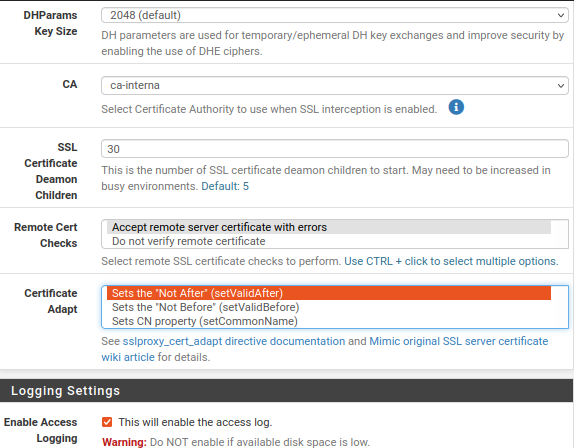 DHParams
Key Size
2048 (default)
DH parameters are used for temporary/ephemeral DH key exchanges and improve security by
enabling the use of DHE ciphers.
CA
ca-interna
Select Certificate Authority to use when SSL interception is enabled.
SSL
Certificate
Deamon
Children
30
This is the number of SSL certificate deamon children to start. May need to be increased in
busy environments. Default: 5
Remote Cert
Checks
Accept remote server certificate with errors
Do not verify remote certificate
Select remote SSL certificate checks to perform. Use CTRL + click to select multiple options.
Certificate
Adapt
Sets the "Not After" (setValidAfter)
Sets the "Not Before" (setValidBefore)
Sets CN property (setCommonName)
See sslproxy_cert_adapt directive documentation and Mimic original SSL server certificate
wiki article for details.
Logging Settings
Enable Access
Logging
This will enable the access log.
Warning: Do NOT enable if available disk space is low.